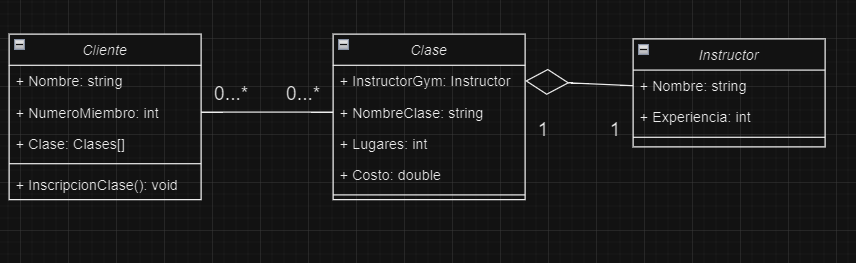 Cliente
+ Nombre: string
+ NumeroMiembro: int
+ Clase: Clases[]
+ InscripcionClase(): void
0...*
0...*
Clase
+ InstructorGym: Instructor
+ NombreClase: string
+ Lugares: int
+ Costo: double
1
1
Instructor
+ Nombre: string
+ Experiencia: int